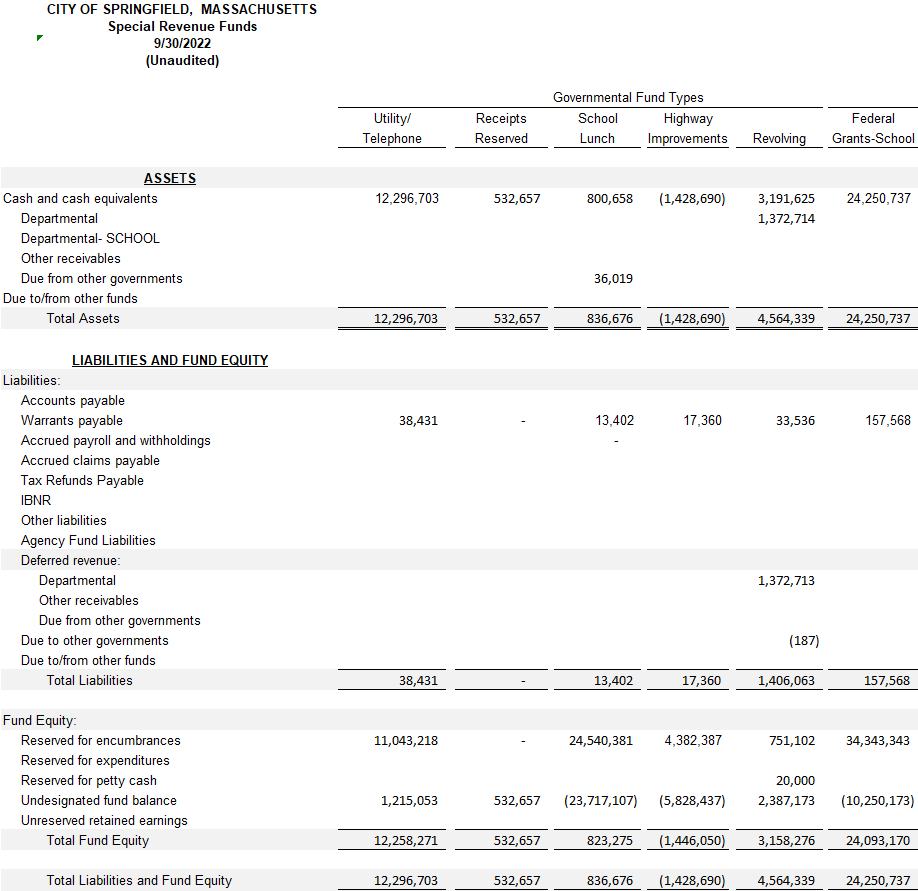 CITY OF SPRINGFIELD, MASSACHUSETTS
Special Revenue Funds
9/30/2022
(Unaudited)
Governmental Fund Types
Utility/ Receipts School Highway Federal
Telephone Reserved Lunch Improvements Revolving Grants-School
ASSETS
Cash and cash equivalents 12,296,703 532,657 800,658 (1,428,690) 3,191,625 24,250,737
Departmental 1,372,714
Departmental- SCHOOL
Other receivables
Due from other governments 36,019
Due to/from other funds
Total Assets 12,296,703 532,657 836,676 (1,428,690) 4,564,339 24,250,737
LIABILITIES AND FUND EQUITY
Liabilities:
Accounts payable
Warrants payable 38,431 - 13,402 17,360 33,536 157,568
Accrued payroll and withholdings -
Accrued claims payable
Tax Refunds Payable
IBNR
Other liabilities
Agency Fund Liabilities
Deferred revenue:
Departmental 1,372,713
Other receivables
Due from other governments
Due to other governments (187)
Due to/from other funds
Total Liabilities 38,431 - 13,402 17,360 1,406,063 157,568
Fund Equity:
Reserved for encumbrances 11,043,218 - 24,540,381 4,382,387 751,102 34,343,343
Reserved for expenditures
Reserved for petty cash 20,000
Undesignated fund balance 1,215,053 532,657 (23,717,107) (5,828,437) 2,387,173 (10,250,173)
Unreserved retained earnings
Total Fund Equity 12,258,271 532,657 823,275 (1,446,050) 3,158,276 24,093,170
Total Liabilities and Fund Equity 12,296,703 532,657 836,676 (1,428,690) 4,564,339 24,250,737